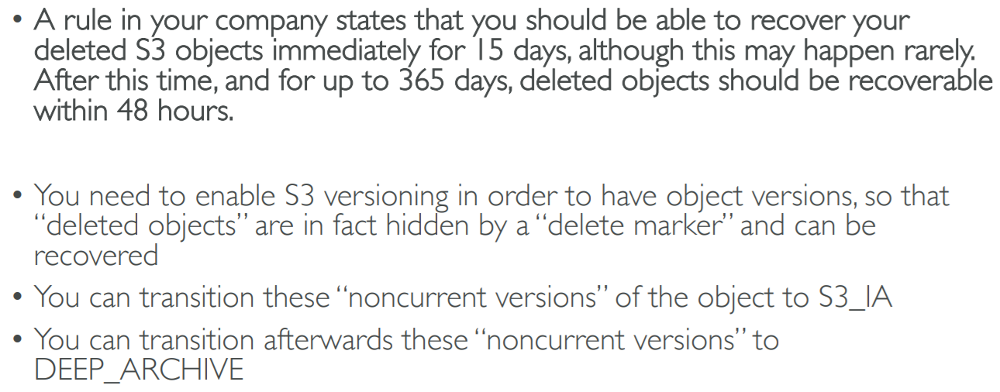 • A rule in your company states that you should be able to recover your
deleted S3 objects immediately for 15 days, although this may happen rarely.
After this time, and for up to 365 days, deleted objects should be recoverable
within 48 hours.
• You need to enable S3 versioning in order to have object versions, so that
“deleted objects” are in fact hidden by a “delete marker” and can be
recovered
• You can transition these “noncurrent versions” of the object to S3_IA
• You can transition afterwards these “noncurrent versions” to
DEEP_ARCHIVE